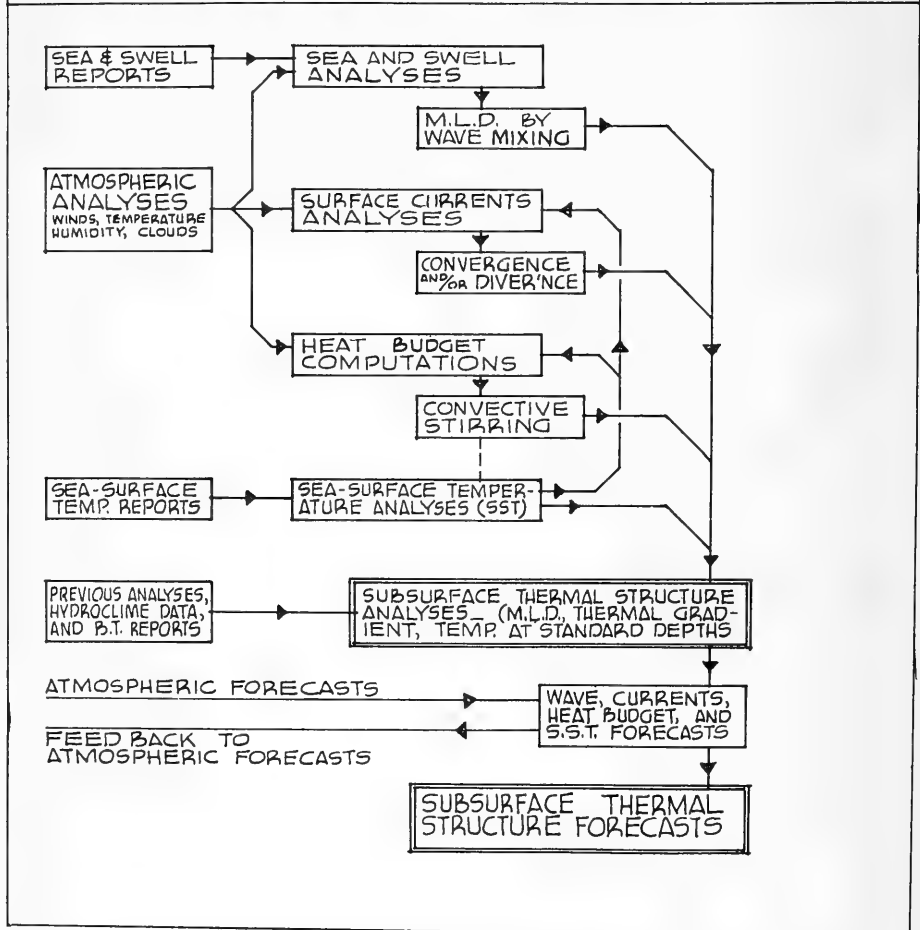 SEA & SWELL
REPORTS
SEA AND SWELL
ANALYSES
M.L.D. BY
WAVE MIXING
ATMOSPHERIC
ANALYSES
WINDS, TEMPERATURE
HUMIDITY, CLOUDS
SURFACE CURRENTS
ANALYSES
CONVERGENCE
AND/OR DIVER'NCE
HEAT BUDGET
COMPUTATIONS
CONVECTIVE
STIRRING
SEA-SURFACE
TEMP. REPORTS
SEA-SURFACE TEMPER-
ATURE ANALYSES (SST)
PREVIOUS ANALYSES,
HYDROCLIME DATA,
AND B.T. REPORTS
SUBSURFACE THERMAL STRUCTURE
ANALYSES_ (M.L.D., THERMAL GRAD-
IENT, TEMP. AT STANDARD DEPTHS
ATMOSPHERIC FORECASTS
WAVE, CURRENTS,
HEAT BUDGET, AND
S.S.T. FORECASTS
FEED BACK TO
ATMOSPHERIC FORECASTS
SUBSURFACE THERMAL
STRUCTURE FORECASTS